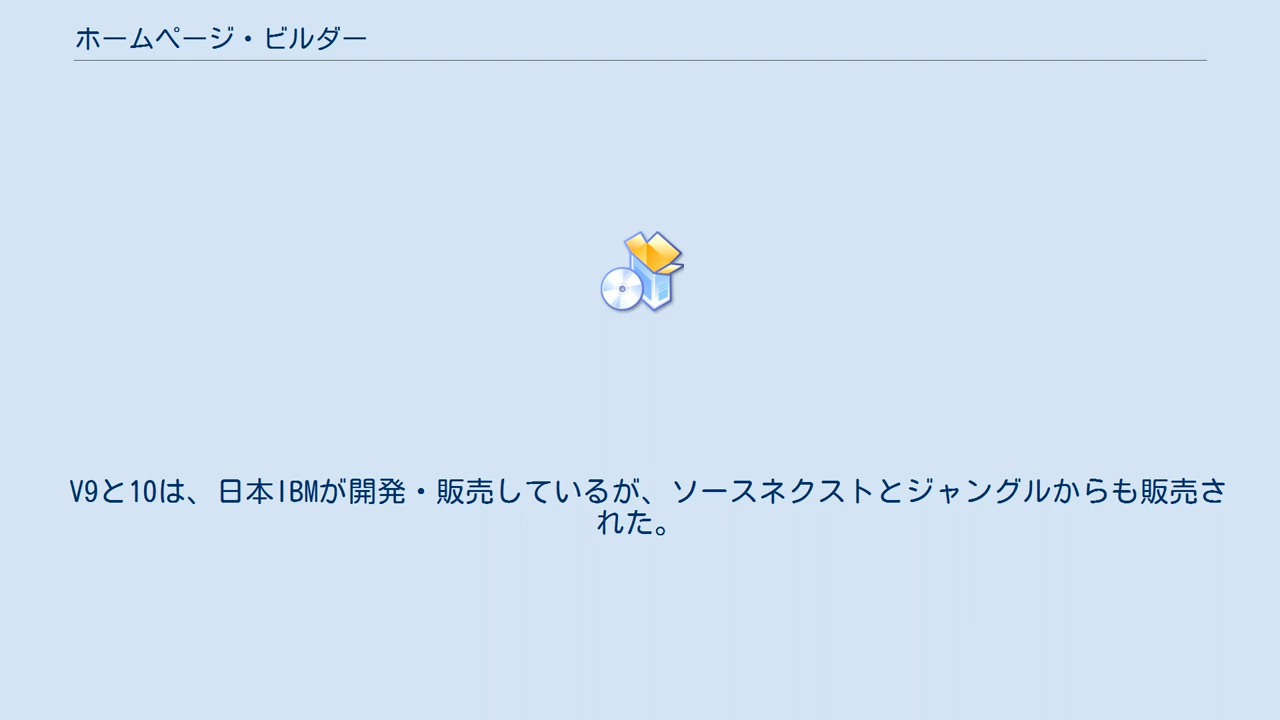 ホームページ・ビルダー
V9と10は、日本IBMが開発・販売しているが、ソースネクストとジャングルからも販売さ
れた。